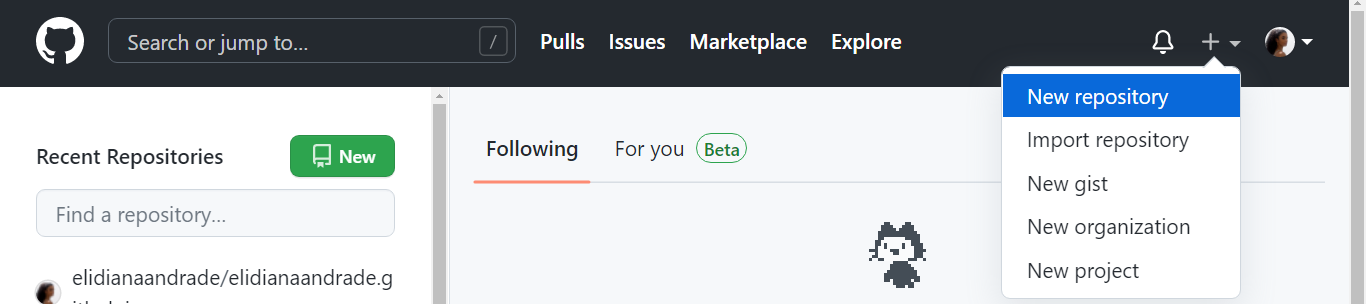 Search or jump to... /
Pulls Issues Marketplace Explore
New repository
Import repository
New gist
New organization
New project
Recent Repositories
New
Find a repository...
elidianaandrade/elidianaandrade.g
Following
For you Beta